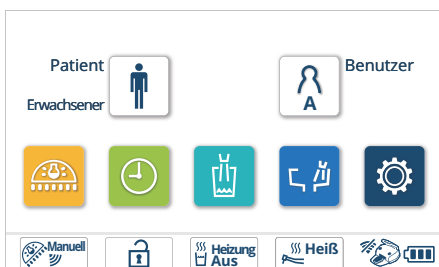 Patient
Benutzer
Erwachsener
A
Manuell
Heizung
Aus
Heiß